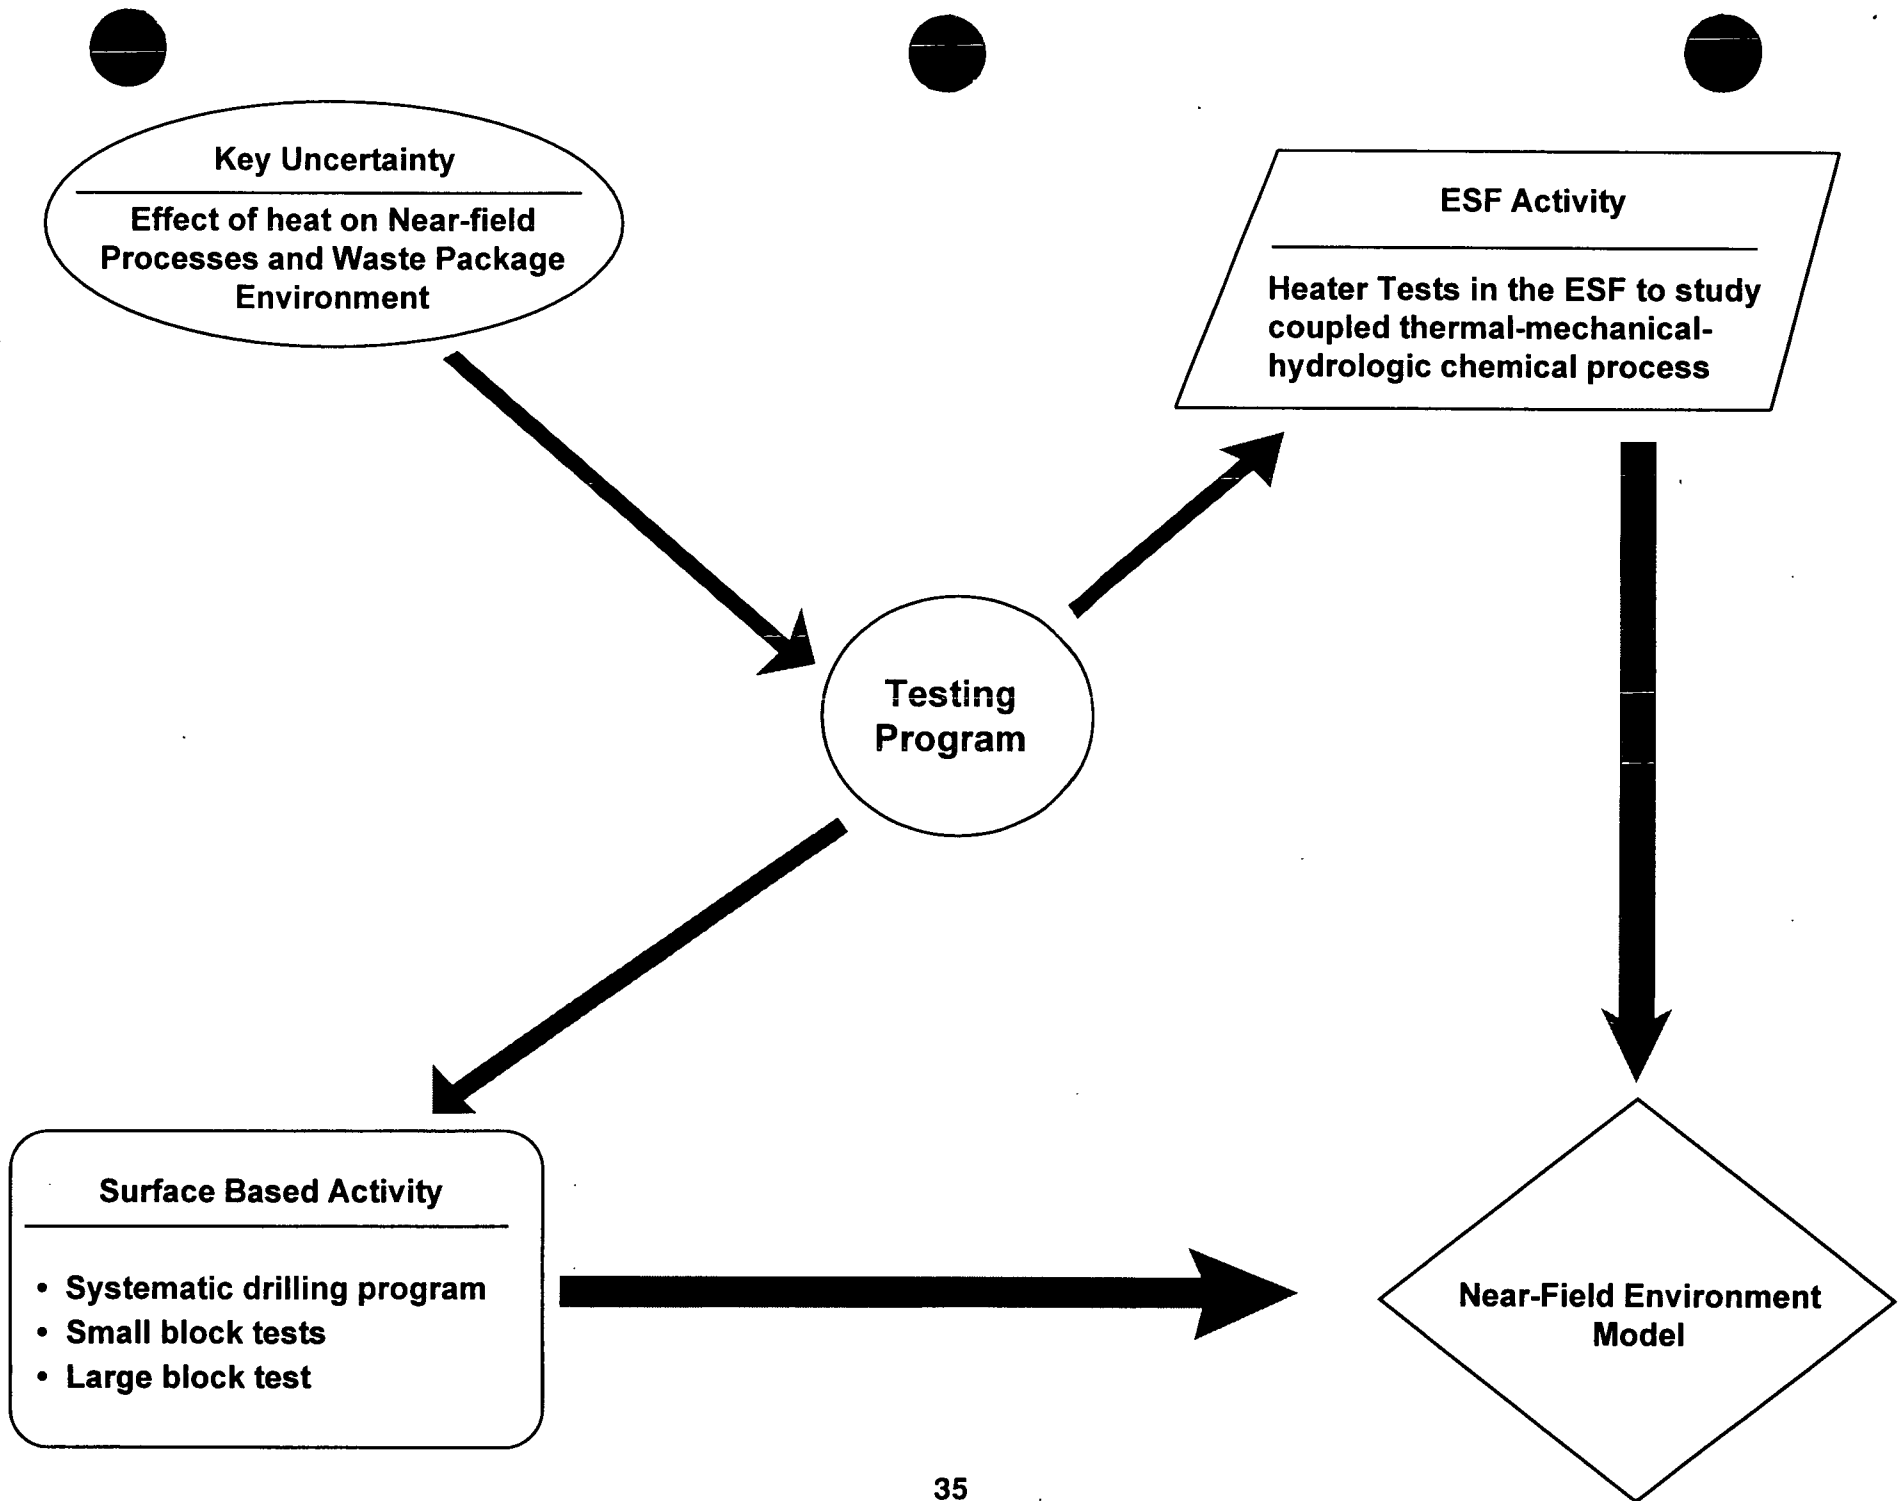 Key Uncertainty
Effect of heat on Near-field
Processes and Waste Package
Environment
ESF Activity
Heater Tests in the ESF to study
coupled thermal-mechanical-
hydrologic chemical process
Testing
Program
Surface Based Activity
• Systematic drilling program
• Small block tests
• Large block test
Near-Field Environment
Model
35